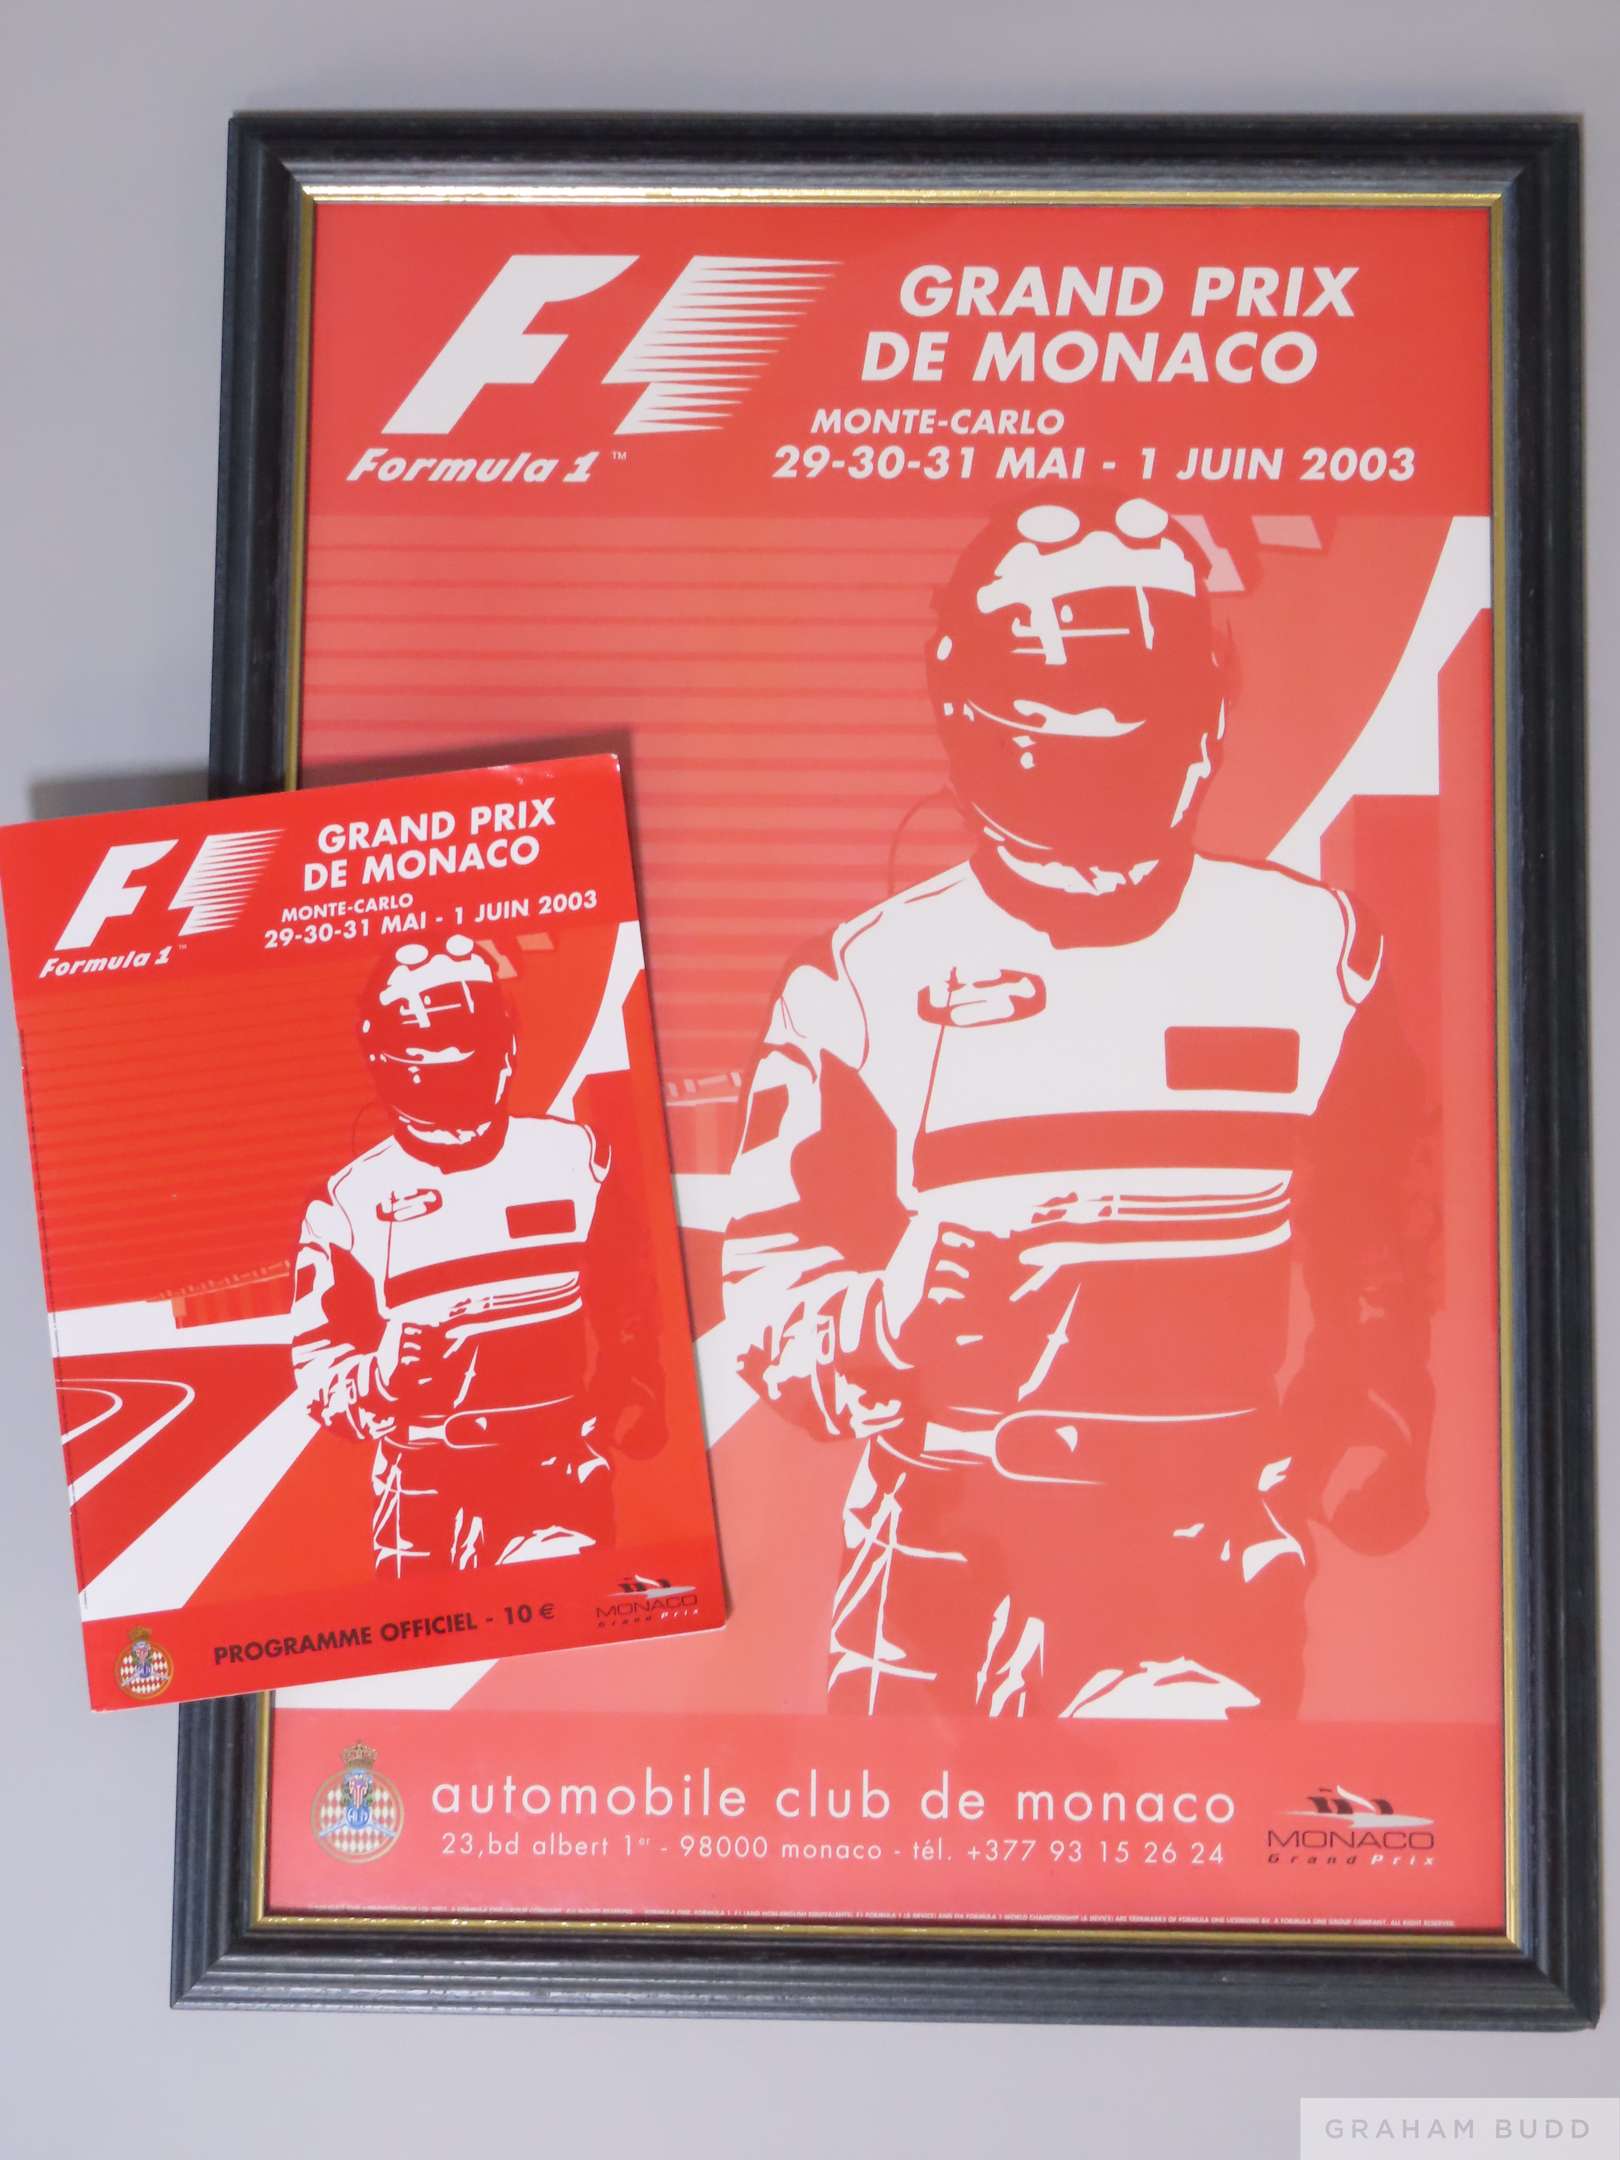 F1
Formula 1 ™
GRAND PRIX
DE MONACO
MONTE-CARLO
29-30-31 MAI - 1 JUIN 2003
automobile club de monaco
23,bd albert 1er - 98000 monaco - tél. +377 93 15 26 24
MONACO
Grand Prix
F1
Formula 1 ™
GRAND PRIX
DE MONACO
MONTE-CARLO
29-30-31 MAI - 1 JUIN 2003
PROGRAMME OFFICIEL - 10 €
MONACO
Grand Prix
GRAHAM BUDD